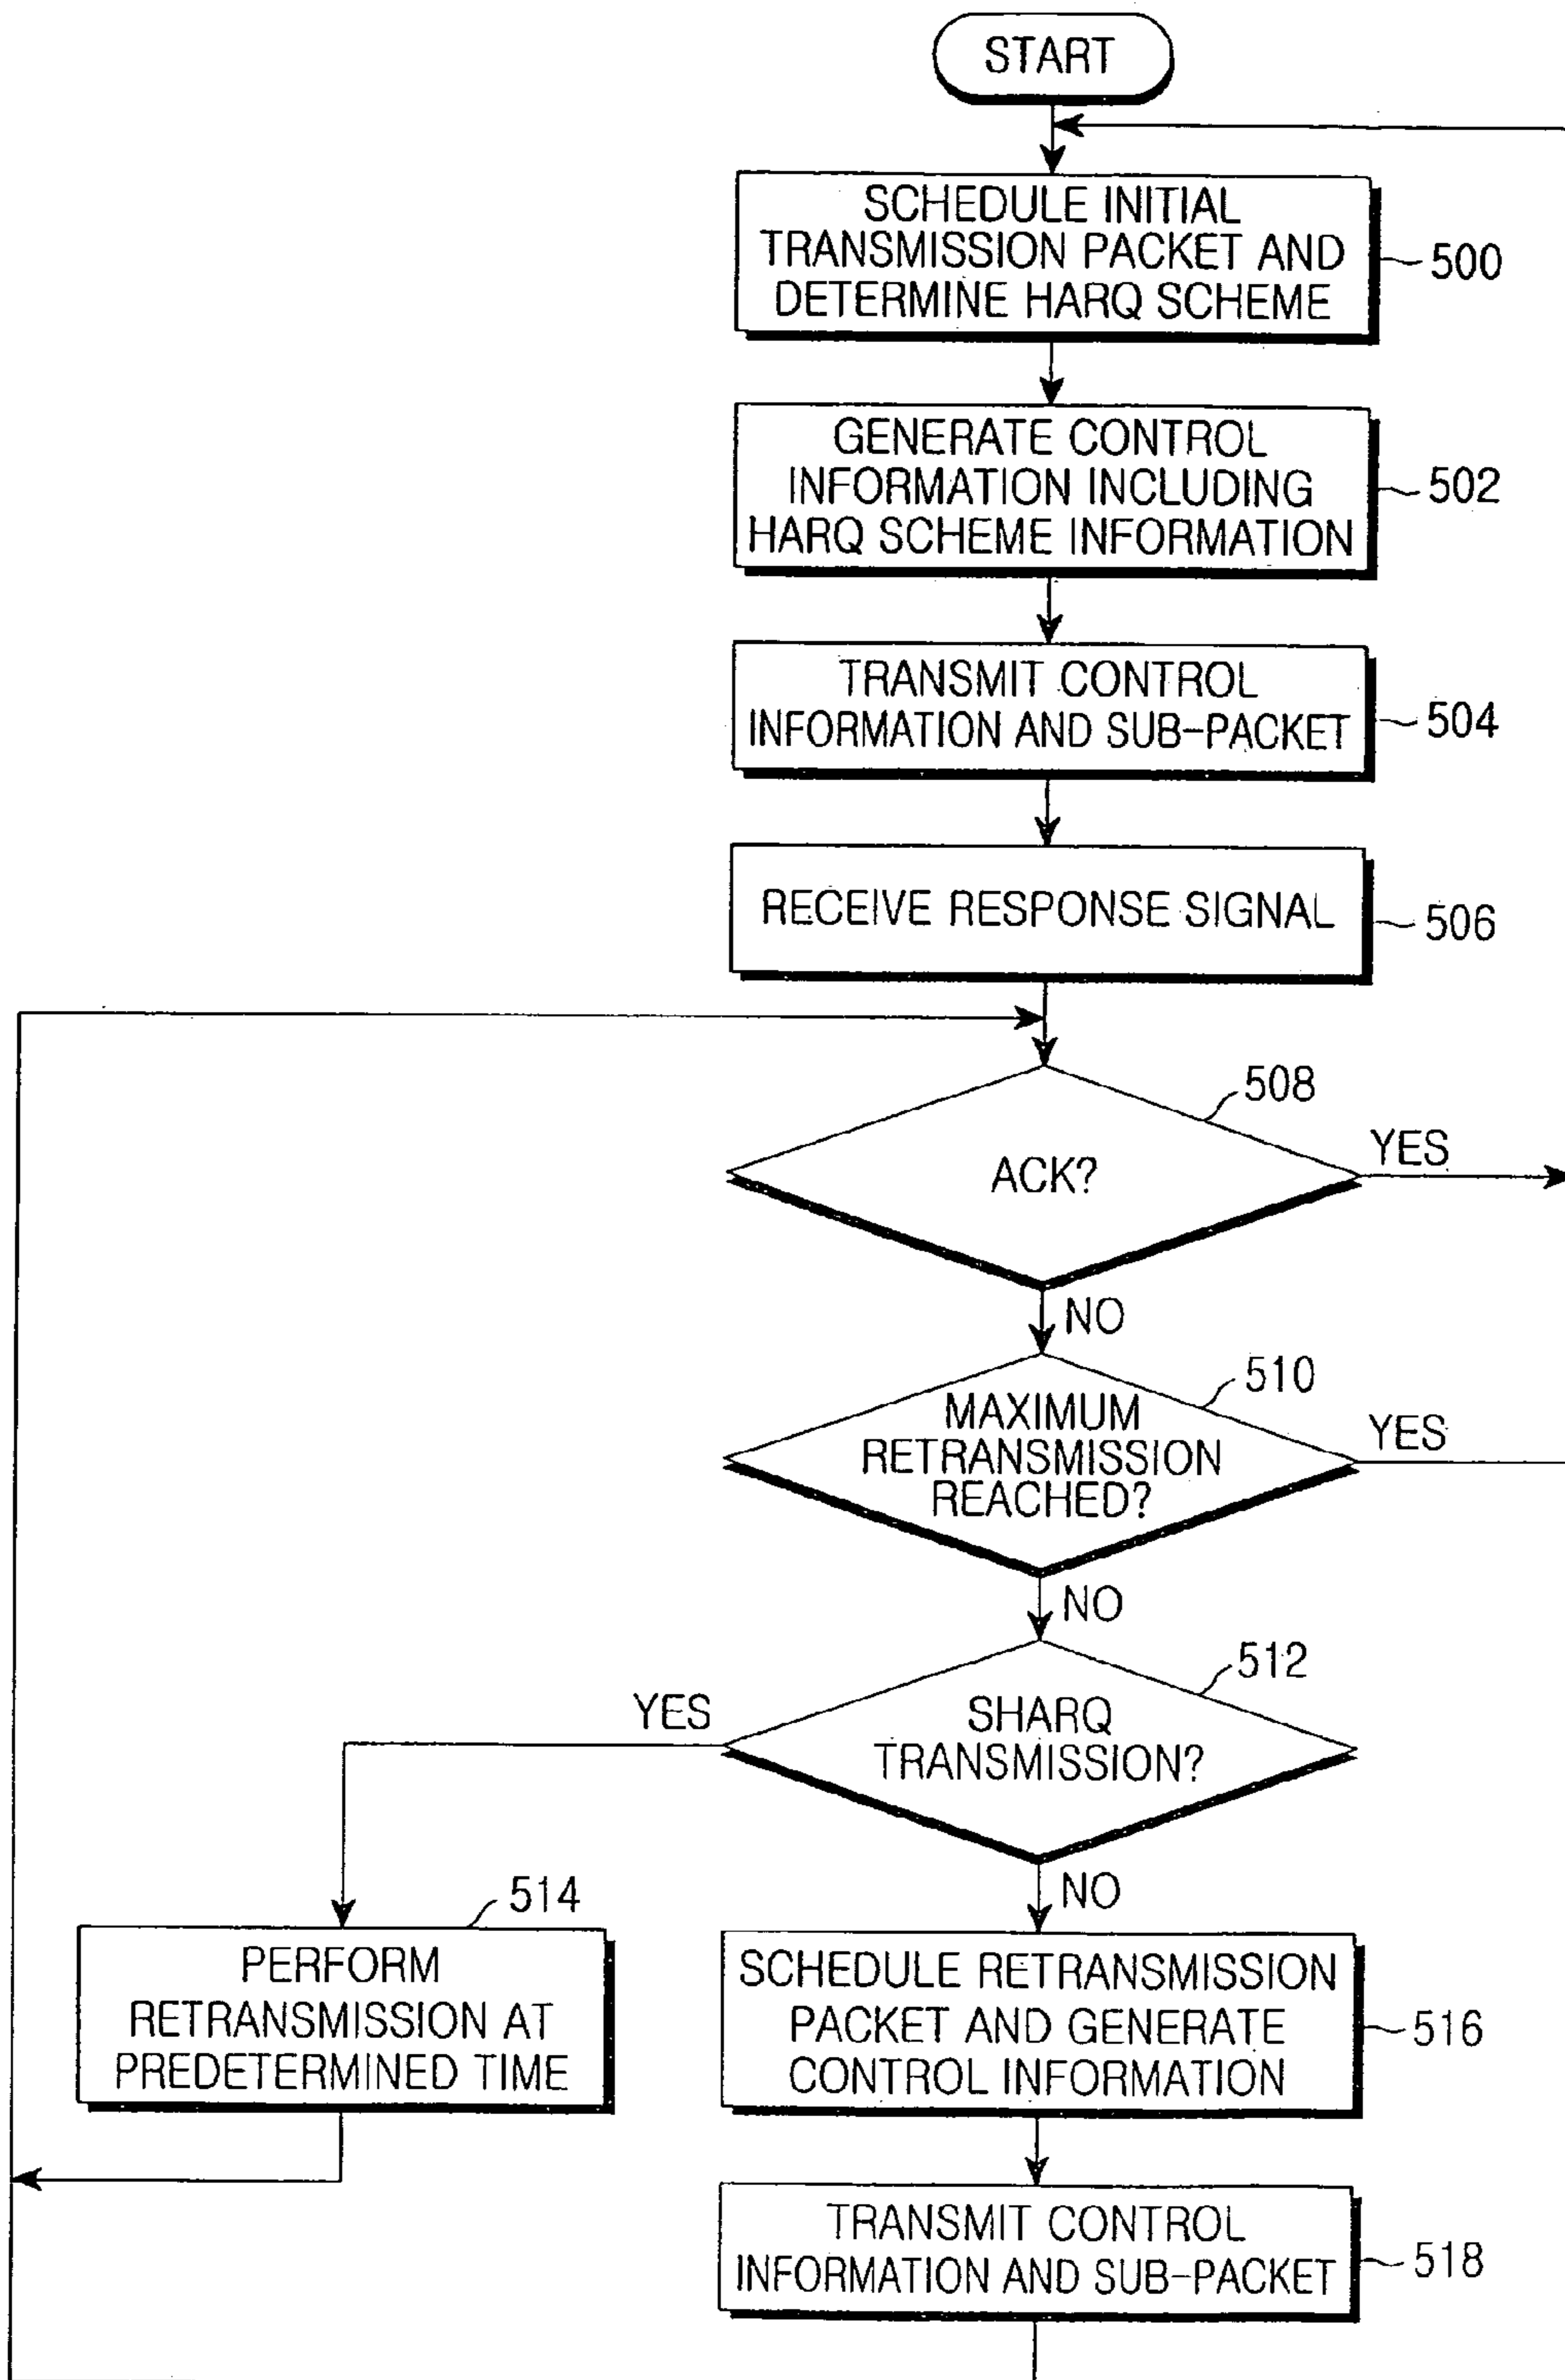 START
SCHEDULE INITIAL
TRANSMISSION PACKET AND
DETERMINE HARQ SCHEME
500
GENERATE CONTROL
INFORMATION INCLUDING
HARQ SCHEME INFORMATION
502
TRANSMIT CONTROL
INFORMATION AND SUB-PACKET
504
RECEIVE RESPONSE SIGNAL
506
508
ACK?
YES
NO
510
MAXIMUM
RETRANSMISSION
REACHED?
YES
NO
512
SHARQ
TRANSMISSION?
YES
NO
514
PERFORM
RETRANSMISSION AT
PREDETERMINED TIME
SCHEDULE RETRANSMISSION
PACKET AND GENERATE
CONTROL INFORMATION
516
TRANSMIT CONTROL
INFORMATION AND SUB-PACKET
518